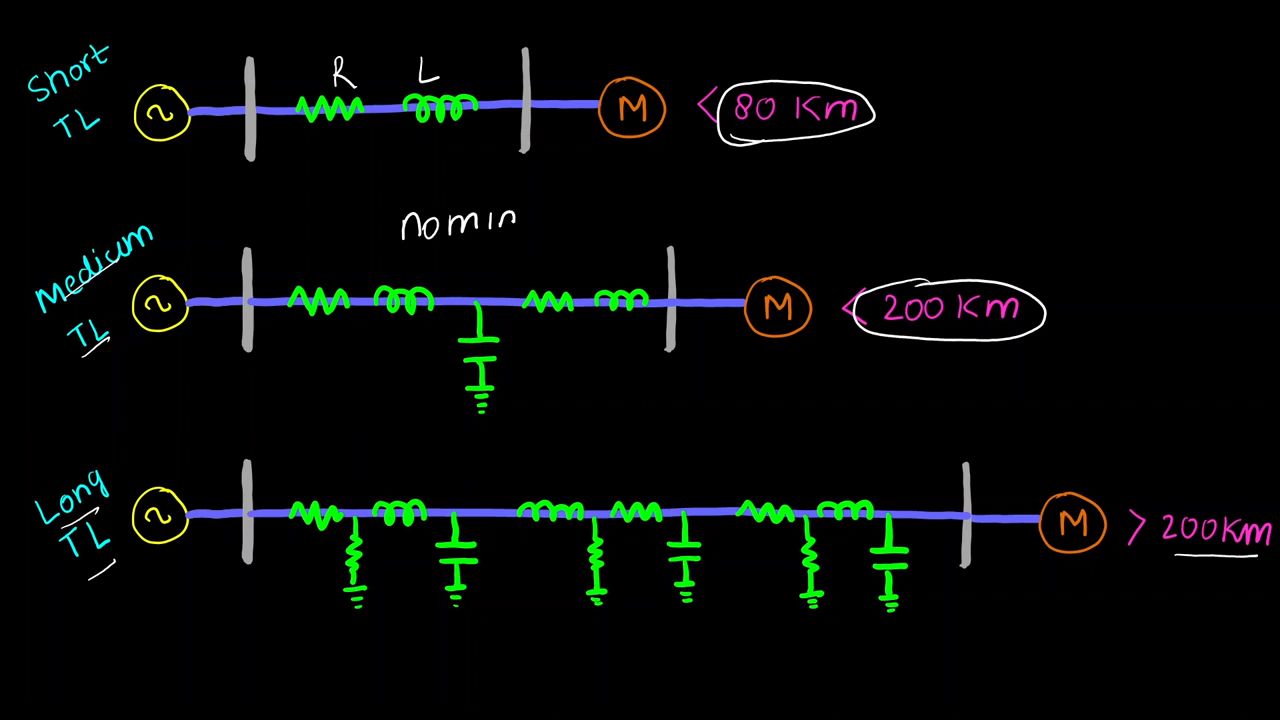 Short
TL
R
L
M
< 80 Km
nomin
Medium
TL
M
< 200 Km
Long
TL
M
> 200Km